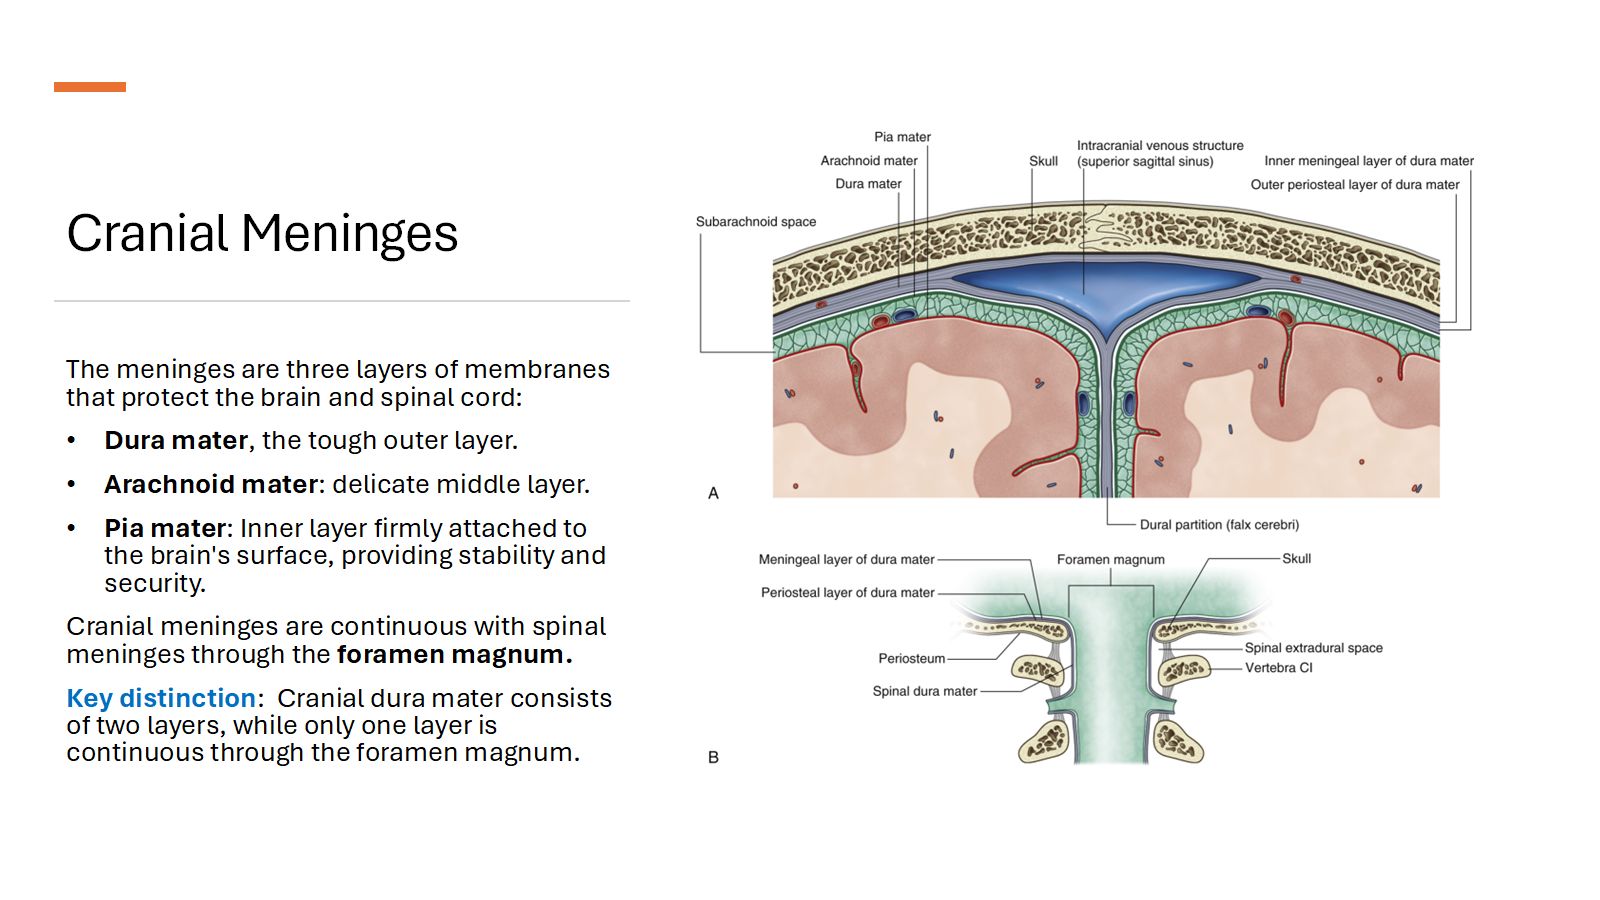 Cranial Meninges
The meninges are three layers of membranes
that protect the brain and spinal cord:
• Dura mater, the tough outer layer.
• Arachnoid mater: delicate middle layer.
• Pia mater: Inner layer firmly attached to
the brain's surface, providing stability and
security.
Cranial meninges are continuous with spinal
meninges through the foramen magnum.
Key distinction:  Cranial dura mater consists
of two layers, while only one layer is
continuous through the foramen magnum.
Pia mater
Arachnoid mater
Dura mater
Subarachnoid space
Skull
Intracranial venous structure
(superior sagittal sinus)
Inner meningeal layer of dura mater
Outer periosteal layer of dura mater
A
Dural partition (falx cerebri)
Meningeal layer of dura mater
Periosteal layer of dura mater
Foramen magnum
Skull
Periosteum
Spinal dura mater
Spinal extradural space
Vertebra CI
B